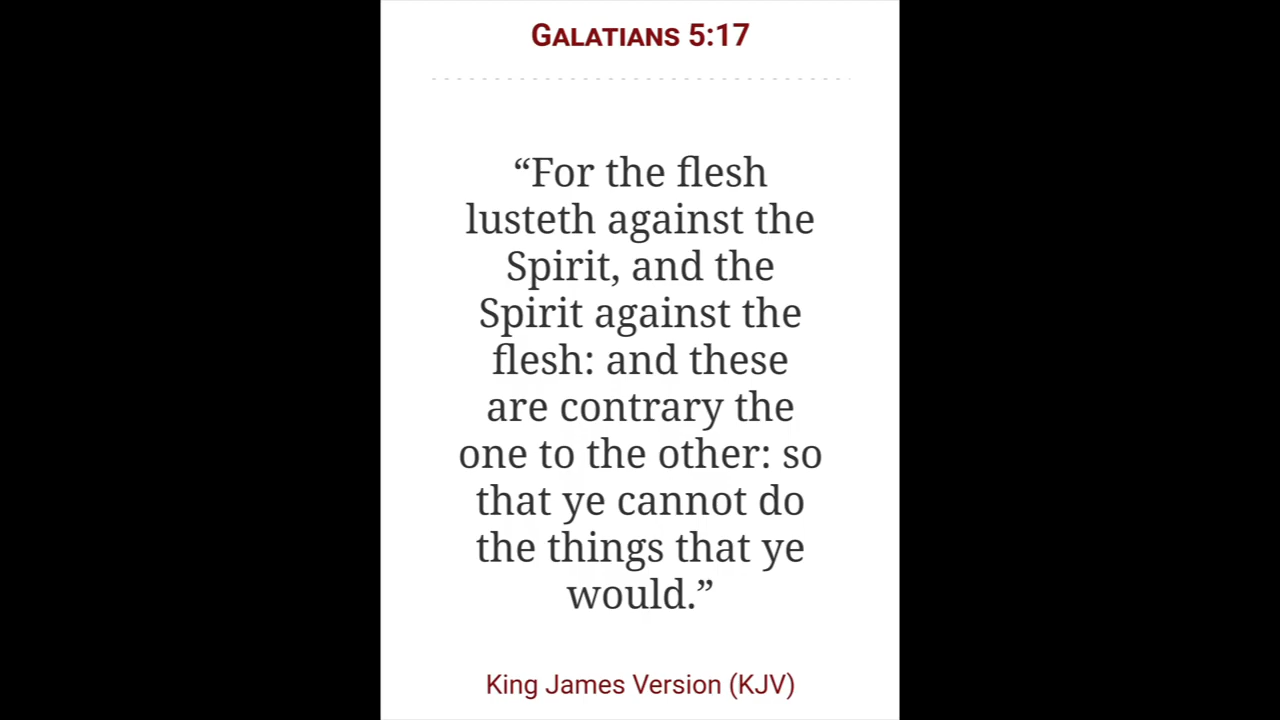 Galatians 5:17
“For the flesh
lusteth against the
Spirit, and the
Spirit against the
flesh: and these
are contrary the
one to the other: so
that ye cannot do
the things that ye
would.”
King James Version (KJV)